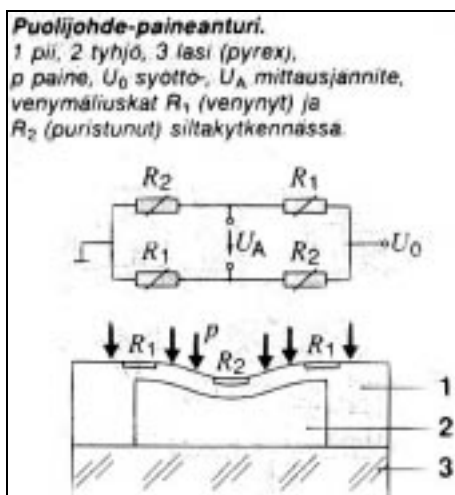 Puolijohde-paineanturi.
1 pii, 2 tyhjö, 3 lasi (pyrex),
p paine, U0 syöttö-, UA mittausjännite,
venymäliuskat R1 (venynyt) ja
R2 (puristunut) siltakytkennässä.
R2 R1
UA U0
R1 R2
p
R1 R2 R1
1
2
3